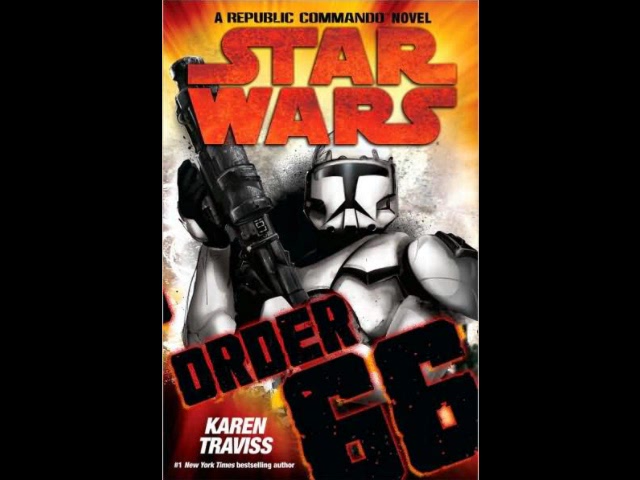 A REPUBLIC COMMANDO NOVEL
STAR
WARS
ORDER
66
KAREN
TRAVISS
#1 New York Times bestselling author